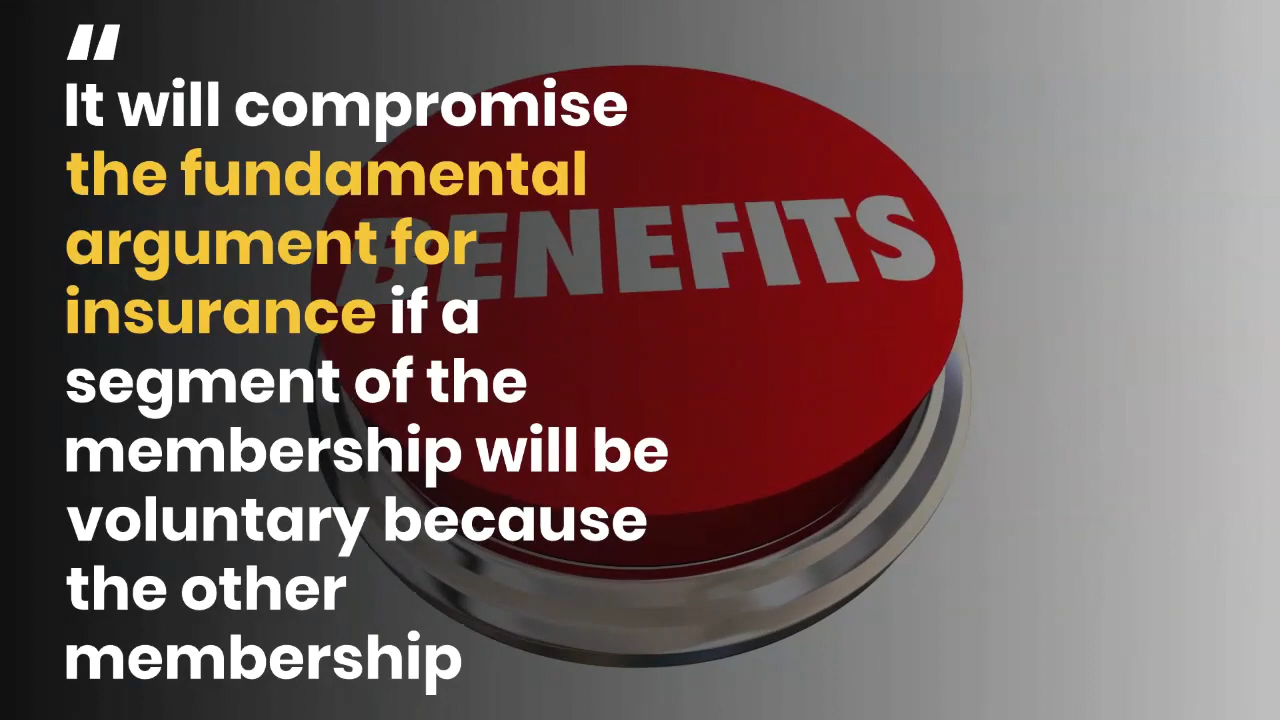 “
It will compromise
the fundamental
argument for
insurance if a
segment of the
membership will be
voluntary because
the other
membership
BENEFITS